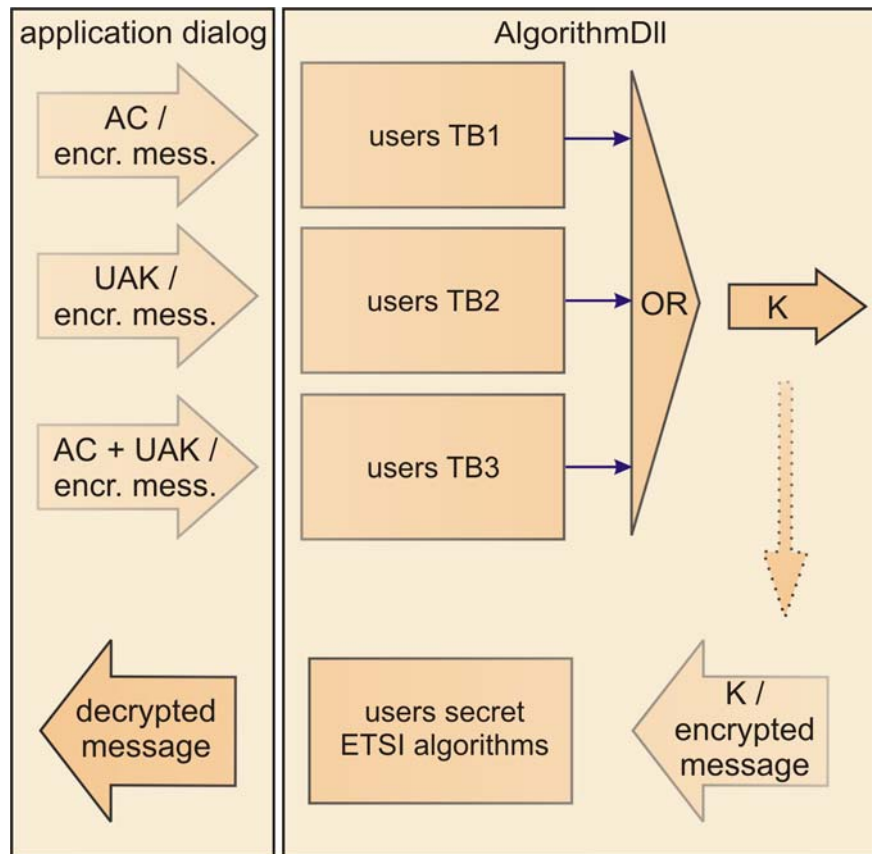 application dialog
AlgorithmDll
AC /
encr. mess.
users TB1
UAK /
encr. mess.
users TB2
OR
K
AC + UAK /
encr. mess.
users TB3
decrypted
message
users secret
ETSI algorithms
K /
encrypted
message